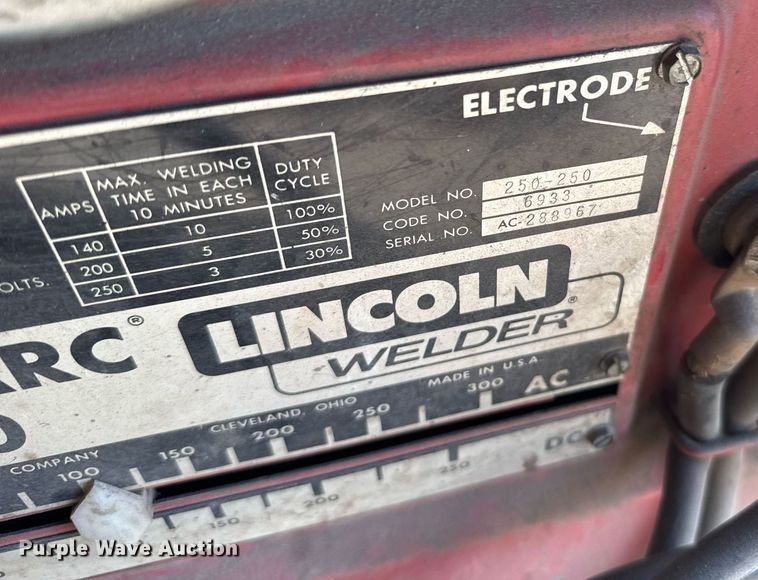 ELECTRODE
AMPS MAX. WELDING TIME IN EACH 10 MINUTES DUTY CYCLE
140 10 100%
200 5 50%
250 3 30%
OLTS.
MODEL NO. 250-250
CODE NO. 6933
SERIAL NO. AC-288967
ARC®
LINCOLN®
WELDER
MADE IN U.S.A.
CLEVELAND, OHIO
COMPANY
100 150 200 250 300 AC
150 200 250 DC
Purple Wave Auction